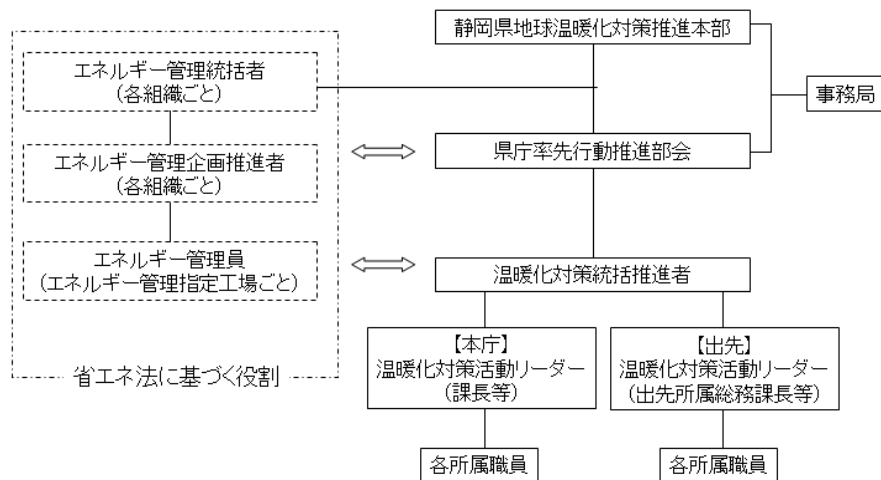 静岡県地球温暖化対策推進本部
エネルギー管理統括者
(各組織ごと)
事務局
エネルギー管理企画推進者
(各組織ごと)
県庁率先行動推進部会
エネルギー管理員
(エネルギー管理指定工場ごと)
温暖化対策統括推進者
【本庁】
温暖化対策活動リーダー
(課長等)
【出先】
温暖化対策活動リーダー
(出先所属総務課長等)
省エネ法に基づく役割
各所属職員
各所属職員